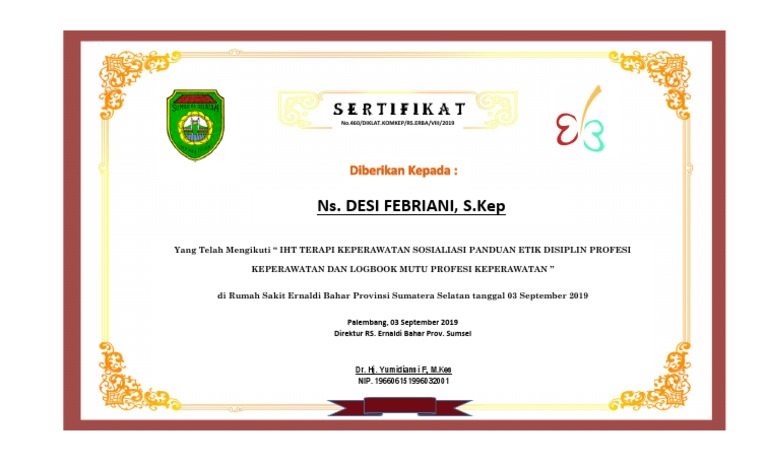 SUMATERA SELATAN
SERTIFIKAT
No.460/DIKLAT.KOMKEP/RS.ERBA/VIII/2019
Diberikan Kepada :
Ns. DESI FEBRIANI, S.Kep
Yang Telah Mengikuti “ IHT TERAPI KEPERAWATAN SOSIALIASI PANDUAN ETIK DISIPLIN PROFESI
KEPERAWATAN DAN LOGBOOK MUTU PROFESI KEPERAWATAN ”
di Rumah Sakit Ernaldi Bahar Provinsi Sumatera Selatan tanggal 03 September 2019
Palembang, 03 September 2019
Direktur RS. Ernaldi Bahar Prov. Sumsel
Dr. Hj. Yumidiansi F, M.Kes
NIP. 196606151996032001